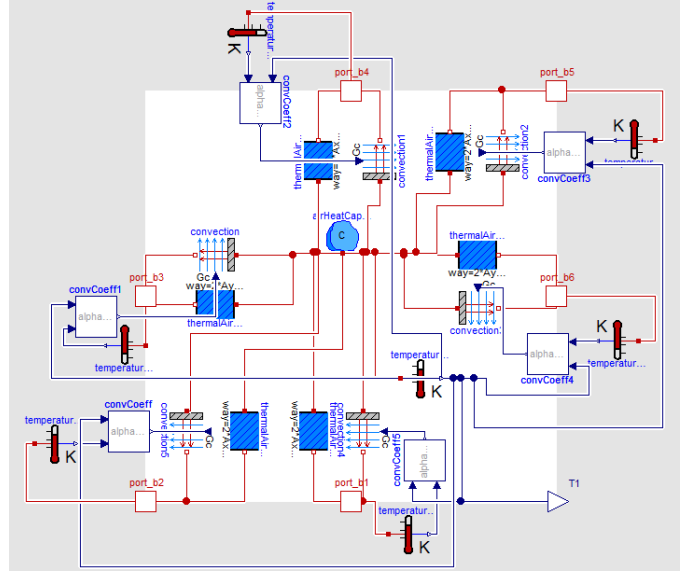 te mperatur...
K
port_b4
port_b5
convCoeff2
alpha...
thermalAir...
way=2*Ax...
Gc
convection1
thermalAir...
way=2*Ax...
Gc
convection2
alpha...
convCoeff3
K
temperatur...
airHeatCap...
C
convection
Gc
way=2*Ay...
thermalAir...
port_b3
convCoeff1
alpha...
K
temperatur...
thermalAir...
way=2*Ay...
Gc
convection
port_b6
K
temperatur...
alpha...
convCoeff4
temperatur...
K
temperatur...
K
convCoeff
alpha...
convection5
Gc
thermalAir...
way=2*Ax...
way=2*Ax...
thermalAir...
convection4
Gc
convCoeff5
alpha...
port_b2
port_b1
temperatur...
K
T1